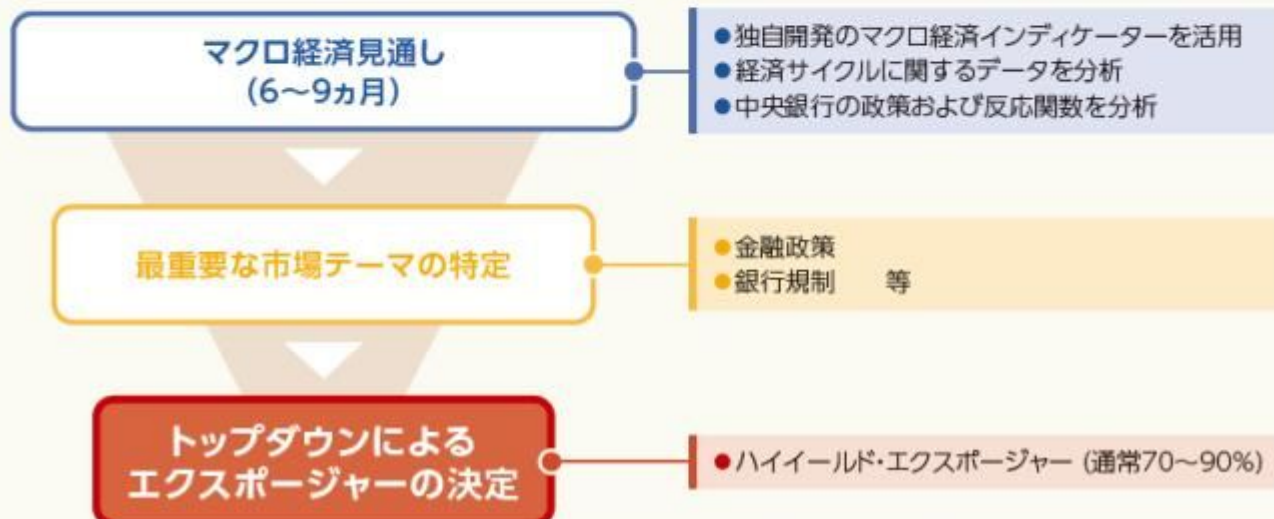 マクロ経済見通し
(6〜9ヵ月)
●独自開発のマクロ経済インディケーターを活用
●経済サイクルに関するデータを分析
●中央銀行の政策および反応関数を分析
最重要な市場テーマの特定
●金融政策
●銀行規制　　等
トップダウンによる
エクスポージャーの決定
●ハイイールド・エクスポージャー (通常70〜90%)